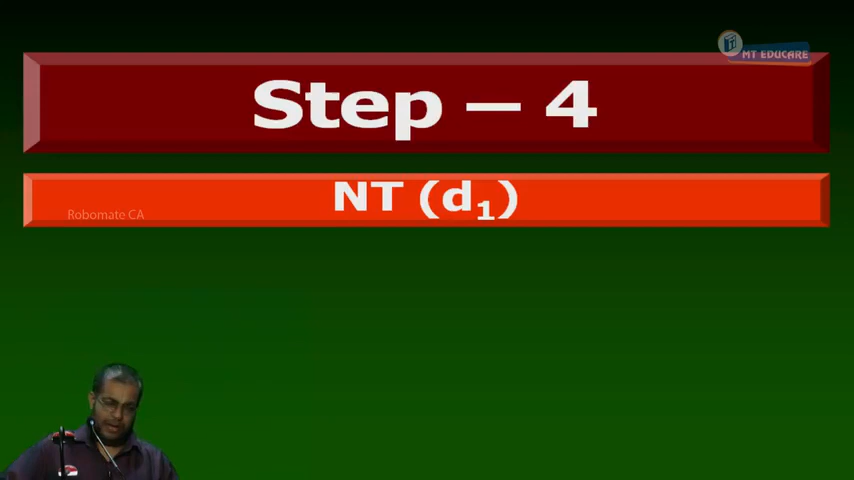 MT EDUCARE
Step – 4
NT (d₁)
Robomate CA